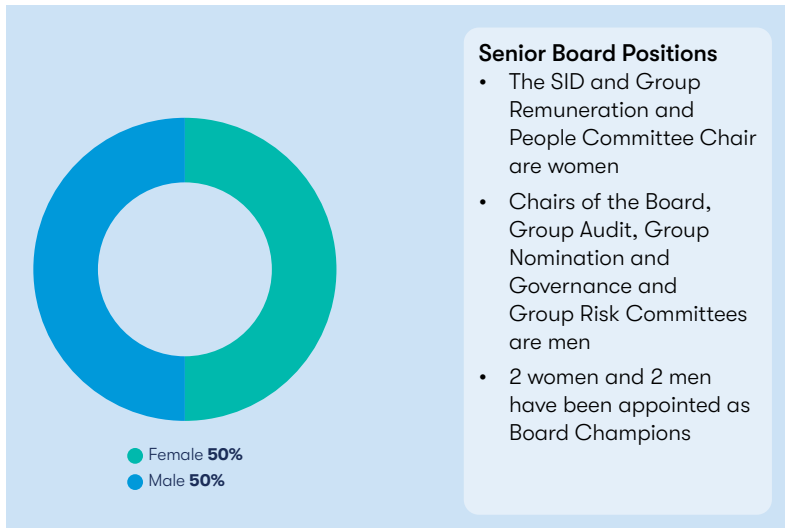 Senior Board Positions
• The SID and Group
Remuneration and
People Committee Chair
are women
• Chairs of the Board,
Group Audit, Group
Nomination and
Governance and
Group Risk Committees
are men
• 2 women and 2 men
have been appointed as
Board Champions
Female 50%
Male 50%